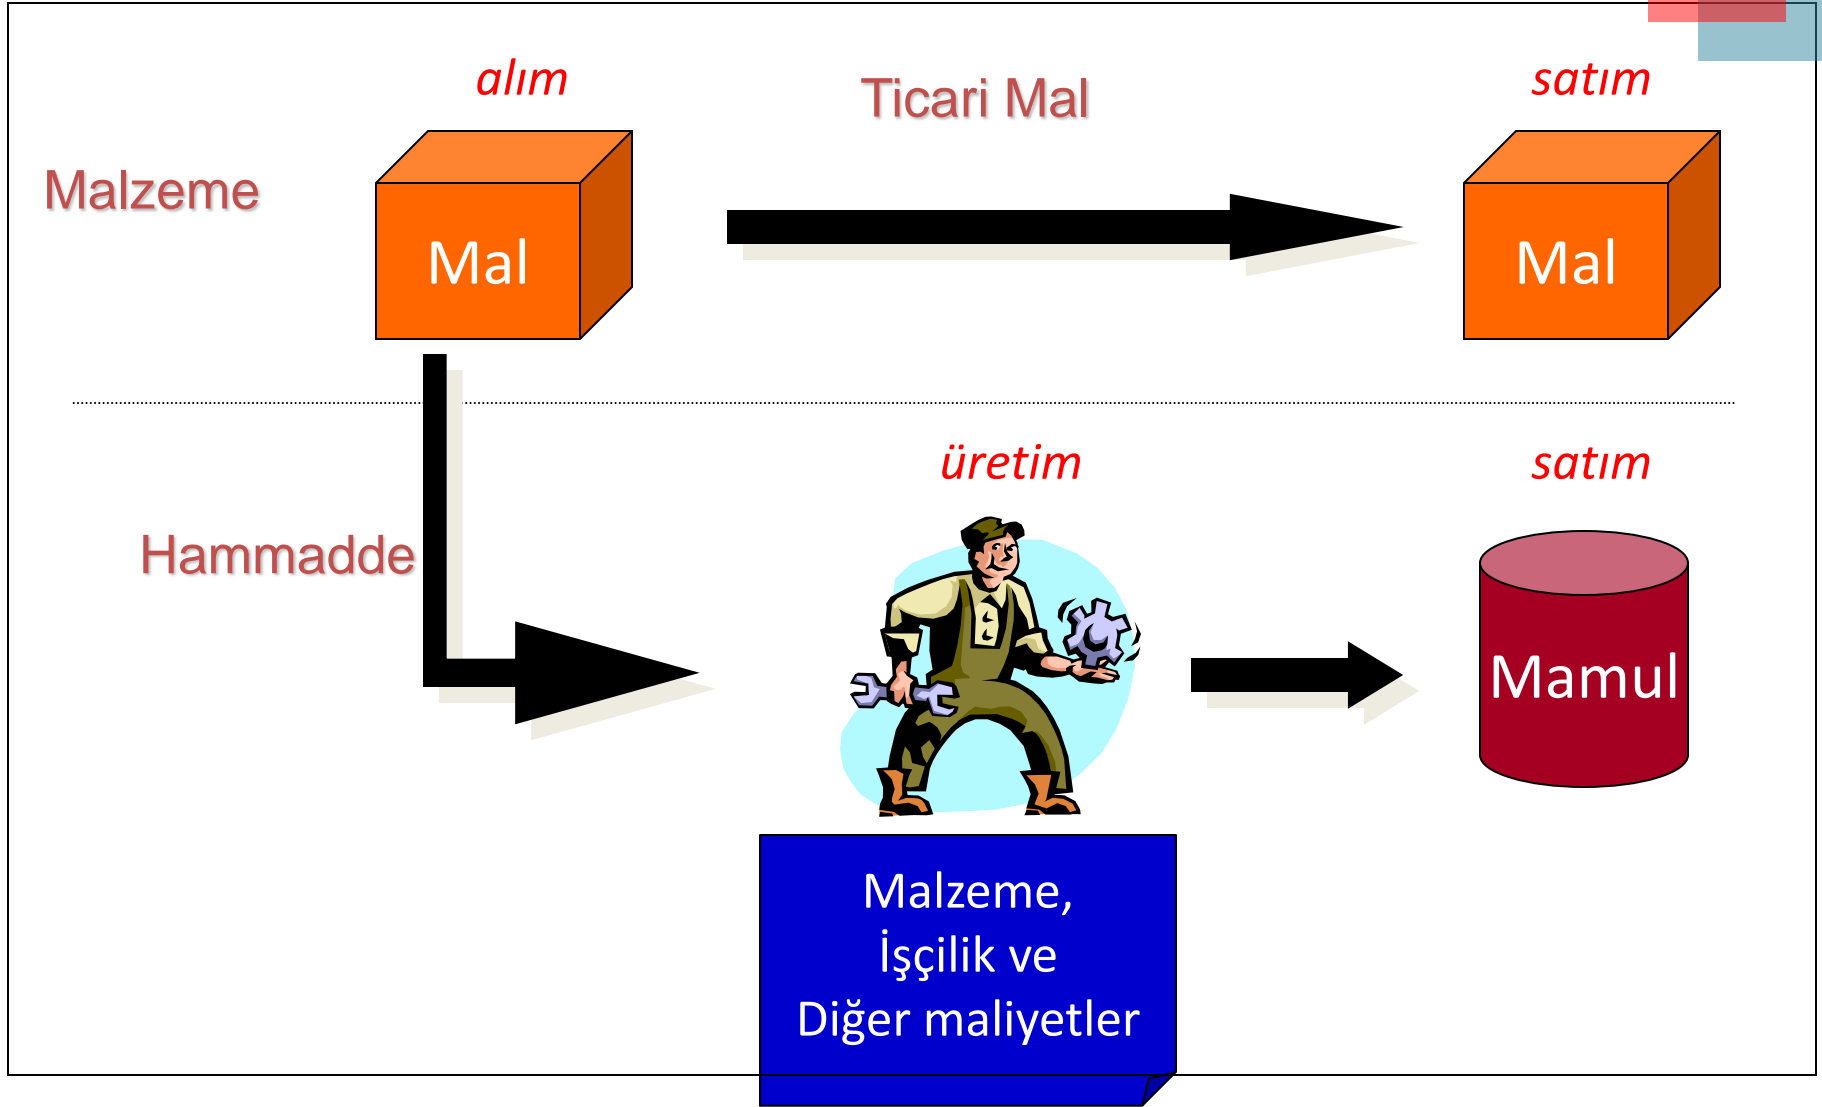 alım
Ticari Mal
satım
Malzeme
Mal
Mal
üretim
satım
Hammadde
Mamul
Malzeme,
İşçilik ve
Diğer maliyetler